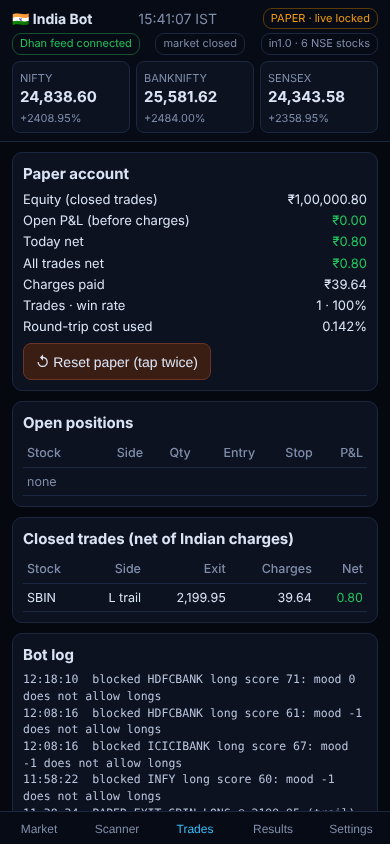 🇮🇳 India Bot 15:41:07 IST PAPER · live locked
Dhan feed connected market closed in1.0 · 6 NSE stocks
NIFTY BANKNIFTY SENSEX
24,838.60 25,581.62 24,343.58
+2408.95% +2484.00% +2358.95%
Paper account
Equity (closed trades) ₹1,00,000.80
Open P&L (before charges) ₹0.00
Today net ₹0.80
All trades net ₹0.80
Charges paid ₹39.64
Trades · win rate 1 · 100%
Round-trip cost used 0.142%
Reset paper (tap twice)
Open positions
Stock Side Qty Entry Stop P&L
none
Closed trades (net of Indian charges)
Stock Side Exit Charges Net
SBIN L trail 2,199.95 39.64 0.80
Bot log
12:18:10 blocked HDFCBANK long score 71: mood 0
does not allow longs
12:08:16 blocked HDFCBANK long score 61: mood -1
does not allow longs
12:08:16 blocked ICICIBANK long score 67: mood
-1 does not allow longs
11:58:22 blocked INFY long score 60: mood -1
does not allow longs
Market Scanner Trades Results Settings